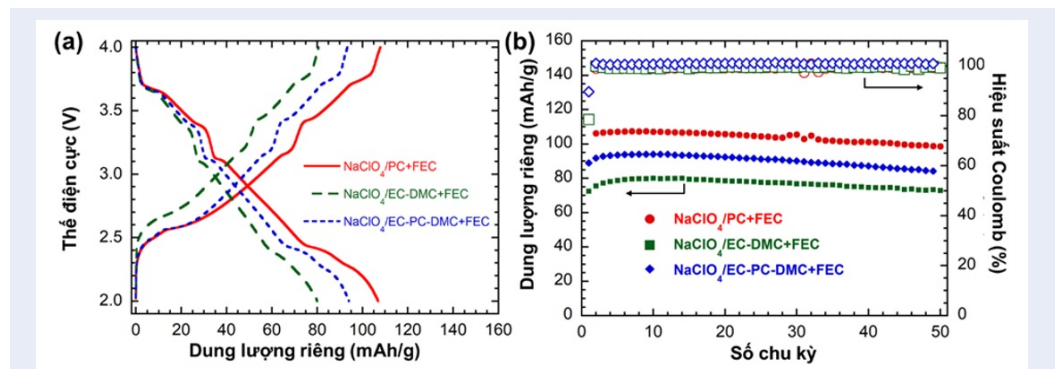 (a)
4.0
3.5
3.0
2.5
2.0
Thế điện cực (V)
NaClO4/PC+FEC
NaClO4/EC-DMC+FEC
NaClO4/EC-PC-DMC+FEC
0 20 40 60 80 100 120 140 160
Dung lượng riêng (mAh/g)
(b)
160
140
120
100
80
60
40
20
0
Dung lượng riêng (mAh/g)
NaClO4/PC+FEC
NaClO4/EC-DMC+FEC
NaClO4/EC-PC-DMC+FEC
100
80
60
40
20
0
Hiệu suất Coulomb (%)
0 10 20 30 40 50
Số chu kỳ